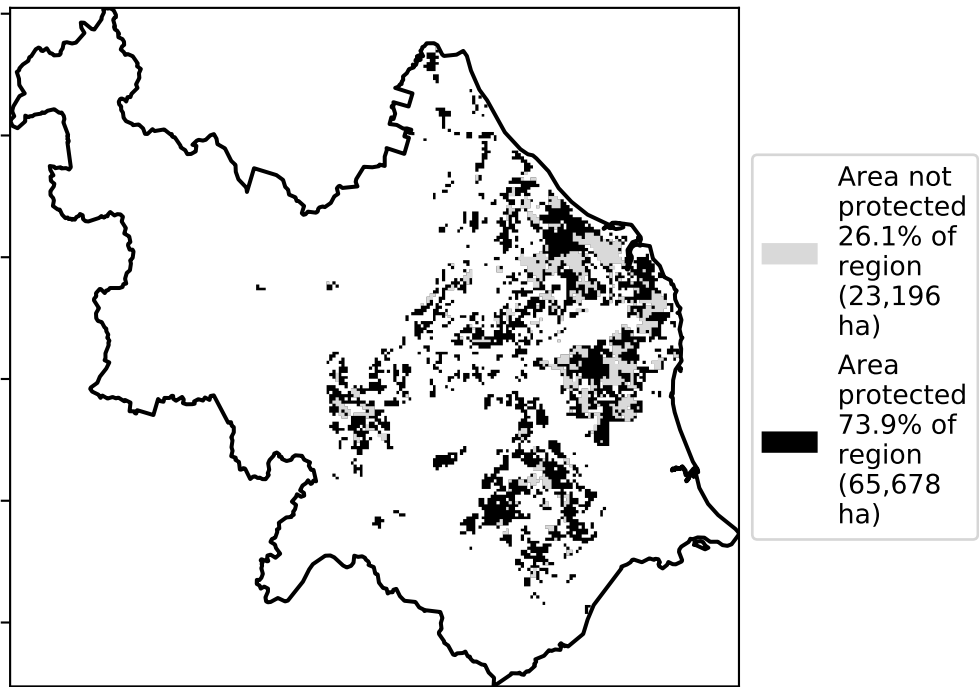 Area not
protected
26.1% of
region
(23,196
ha)
Area
protected
73.9% of
region
(65,678
ha)